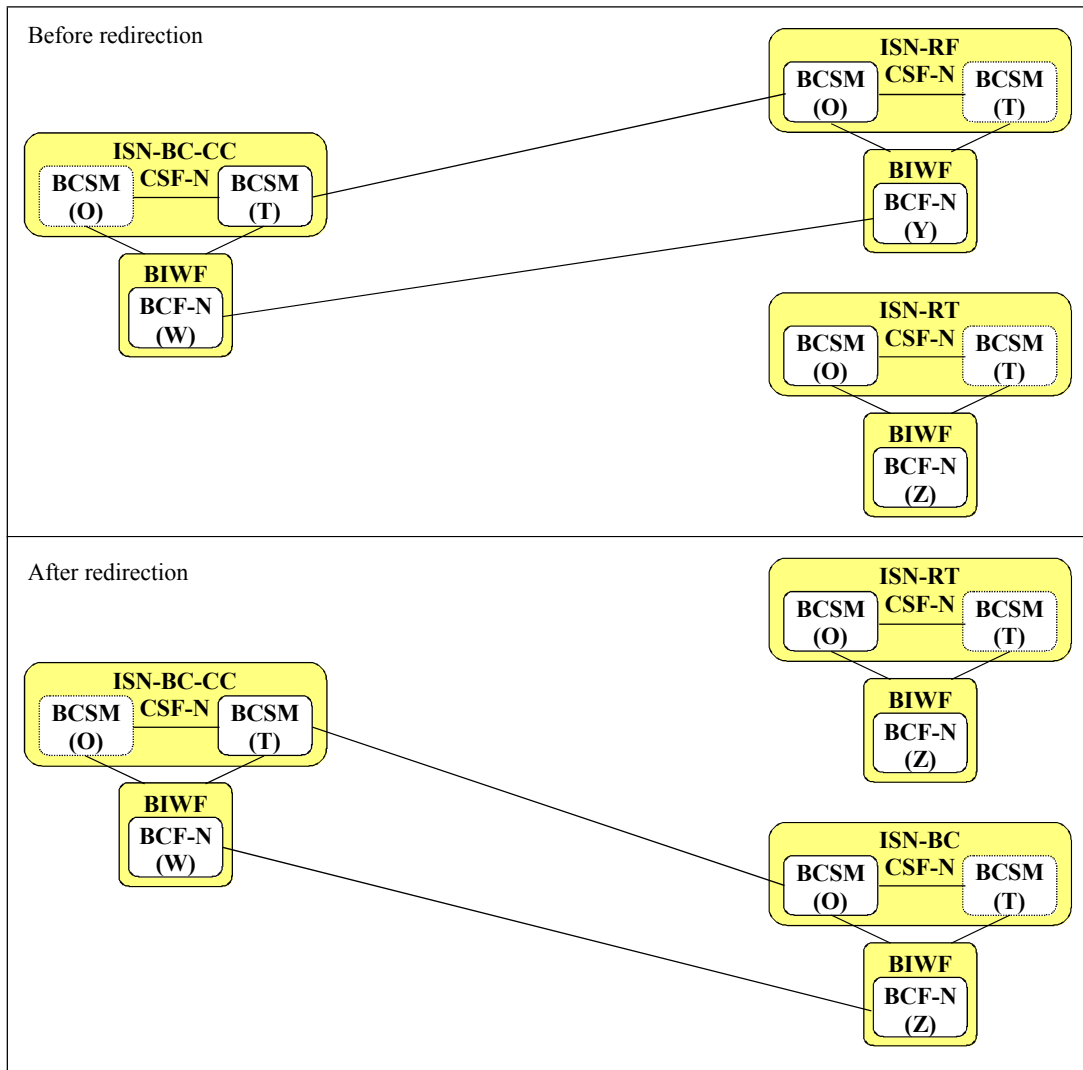 Before redirection
ISN-RF
CSF-N
BCSM
(O)
BCSM
(T)
BIWF
BCF-N
(Y)
ISN-BC-CC
CSF-N
BCSM
(O)
BCSM
(T)
BIWF
BCF-N
(W)
ISN-RT
CSF-N
BCSM
(O)
BCSM
(T)
BIWF
BCF-N
(Z)
After redirection
ISN-RT
CSF-N
BCSM
(O)
BCSM
(T)
BIWF
BCF-N
(Z)
ISN-BC-CC
CSF-N
BCSM
(O)
BCSM
(T)
BIWF
BCF-N
(W)
ISN-BC
CSF-N
BCSM
(O)
BCSM
(T)
BIWF
BCF-N
(Z)